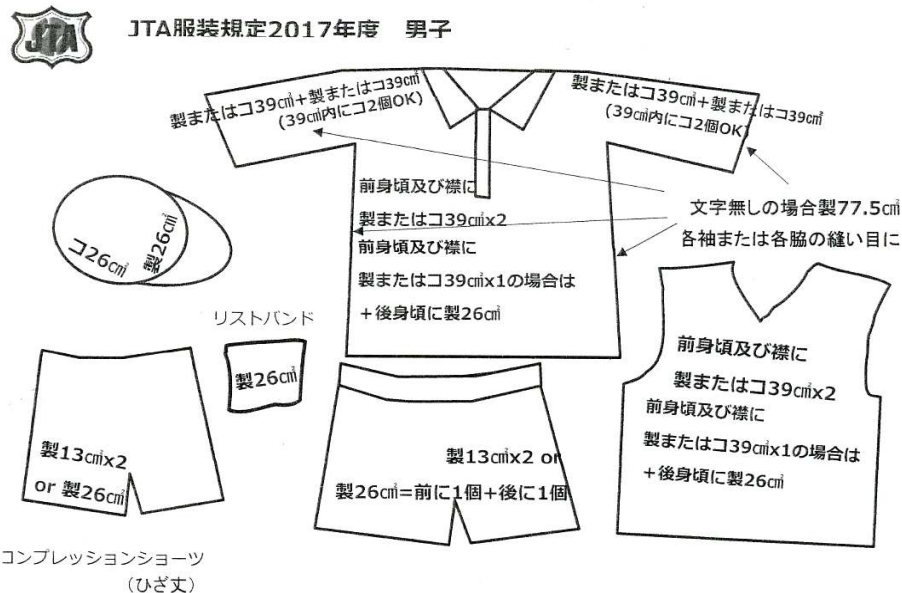 JTA
JTA服装規定2017年度　男子
製またはコ39㎠+製またはコ39㎠
(39㎠内にコ2個OK)
製またはコ39㎠+製またはコ39㎠
(39㎠内にコ2個OK)
前身頃及び襟に
製またはコ39㎠x2
前身頃及び襟に
製またはコ39㎠x1の場合は
+後身頃に製26㎠
文字無しの場合製77.5㎠
各袖または各脇の縫い目に
コ26㎠
製26㎠
リストバンド
製26㎠
前身頃及び襟に
製またはコ39㎠x2
前身頃及び襟に
製またはコ39㎠x1の場合は
+後身頃に製26㎠
製13㎠x2
or 製26㎠
製13㎠x2 or
製26㎠=前に1個+後に1個
コンプレッションショーツ
(ひざ丈)